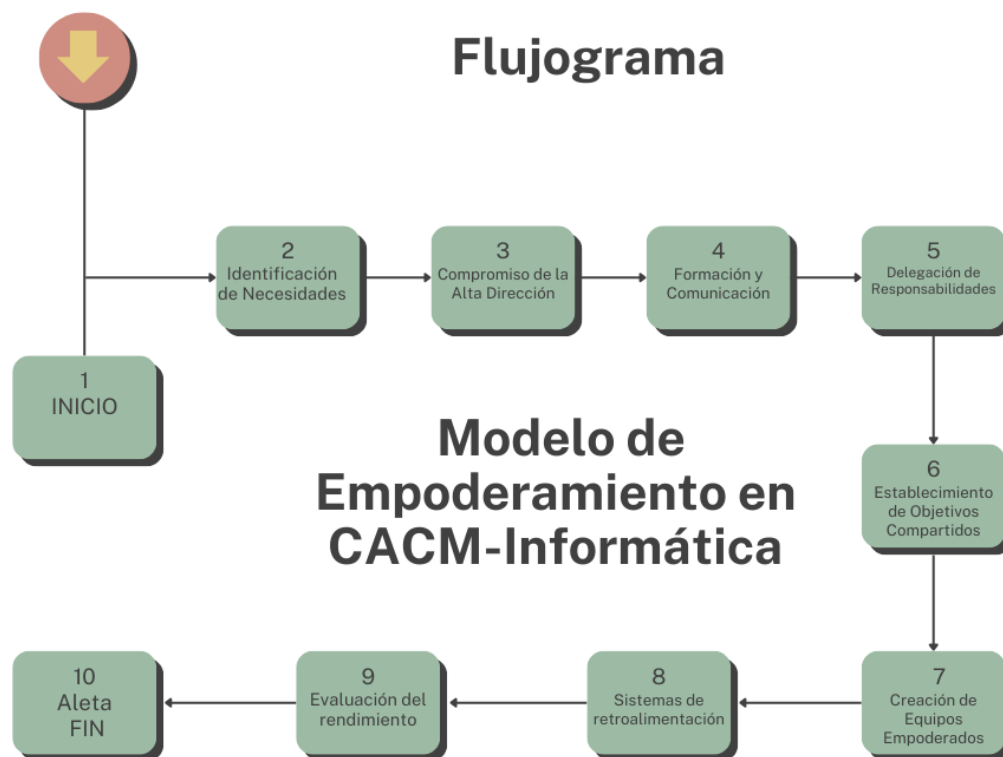 Flujograma
1
INICIO
2
Identificación
de Necesidades
3
Compromiso de la
Alta Dirección
4
Formación y
Comunicación
5
Delegación de
Responsabilidades
Modelo de
Empoderamiento en
CACM-Informática
6
Establecimiento
de Objetivos
Compartidos
7
Creación de
Equipos
Empoderados
8
Sistemas de
retroalimentación
9
Evaluación del
rendimiento
10
Aleta
FIN